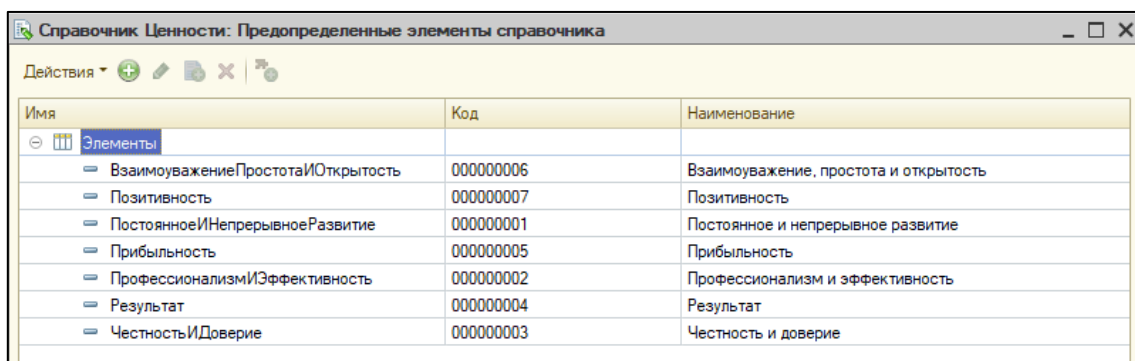 Справочник Ценности: Предопределенные элементы справочника
Действия
Имя Код Наименование
Элементы
ВзаимоуважениеПростотаИОткрытость 000000006 Взаимоуважение, простота и открытость
Позитивность 000000007 Позитивность
ПостоянноеИНепрерывноеРазвитие 000000001 Постоянное и непрерывное развитие
Прибыльность 000000005 Прибыльность
ПрофессионализмИЭффективность 000000002 Профессионализм и эффективность
Результат 000000004 Результат
ЧестностьИДоверие 000000003 Честность и доверие